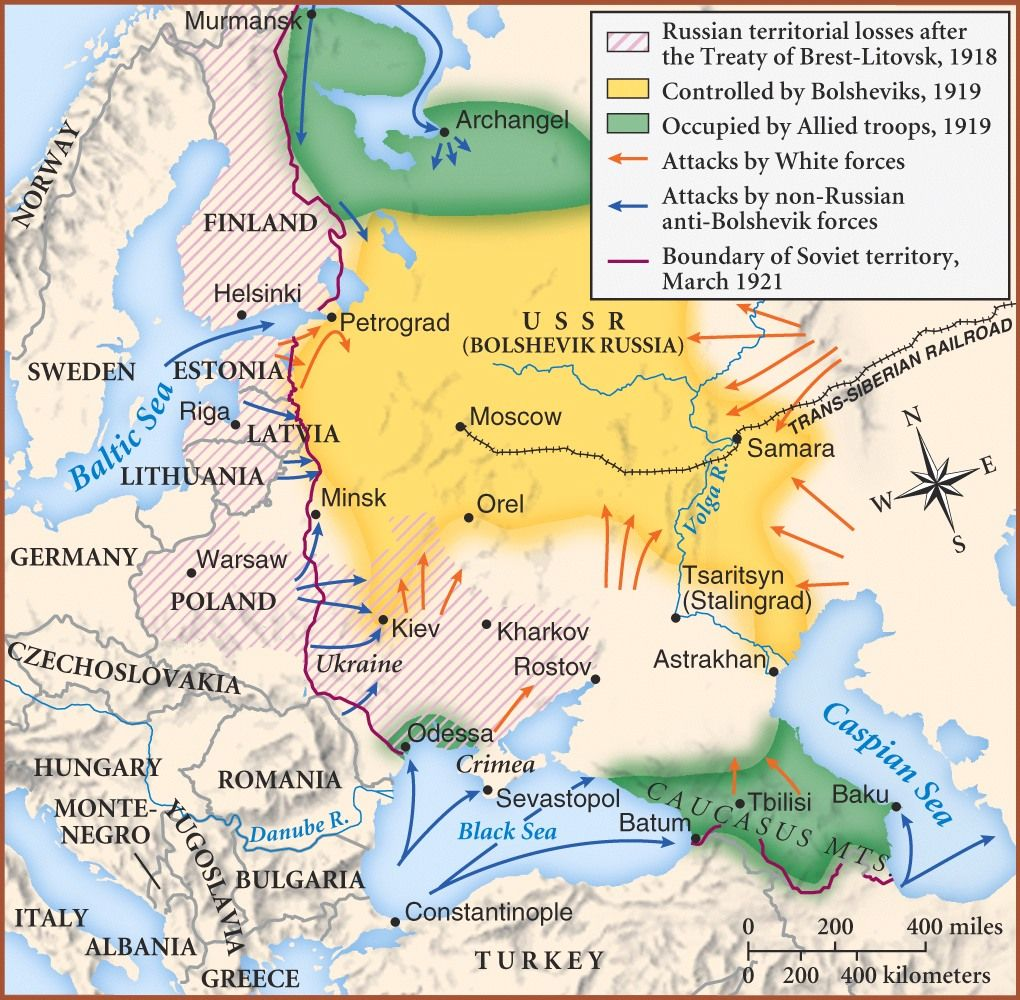 Murmansk
Russian territorial losses after
the Treaty of Brest-Litovsk, 1918
Controlled by Bolsheviks, 1919
Occupied by Allied troops, 1919
Attacks by White forces
Attacks by non-Russian
anti-Bolshevik forces
Boundary of Soviet territory,
March 1921
Archangel
NORWAY
FINLAND
Helsinki
Petrograd
U S S R
(BOLSHEVIK RUSSIA)
TRANS-SIBERIAN RAILROAD
SWEDEN
ESTONIA
Baltic Sea
Riga
LATVIA
Moscow
Samara
N
E
W
S
LITHUANIA
Volga R.
Minsk
Orel
GERMANY
Warsaw
POLAND
Tsaritsyn
(Stalingrad)
Kiev
Kharkov
CZECHOSLOVAKIA
Ukraine
Rostov
Astrakhan
Caspian Sea
Odessa
Crimea
HUNGARY
ROMANIA
MONTE-
NEGRO
YUGOSLAVIA
Sevastopol
CAUCASUS MTS.
Tbilisi
Baku
Danube R.
Black Sea
Batum
BULGARIA
ITALY
ALBANIA
Constantinople
GREECE
TURKEY
0 200 400 miles
0 200 400 kilometers